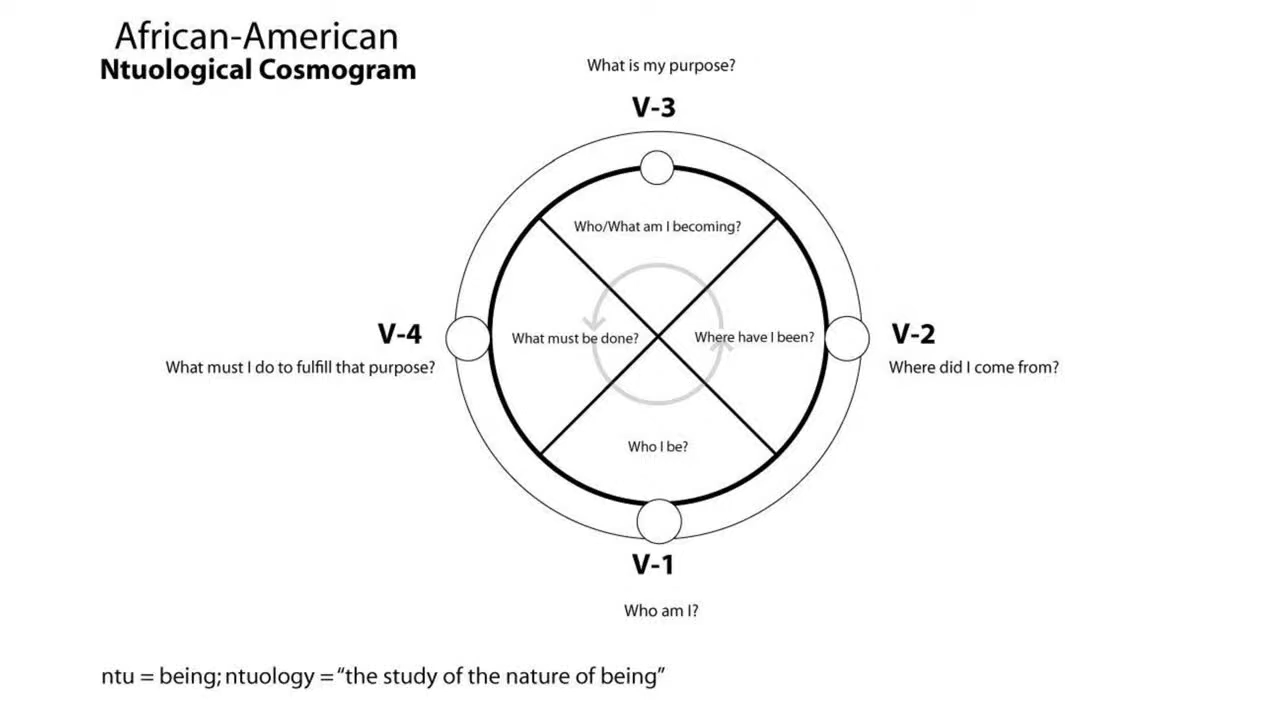 African-American
Ntuological Cosmogram
What is my purpose?
V-3
Who/What am I becoming?
V-4
What must I do to fulfill that purpose?
What must be done?
Where have I been?
V-2
Where did I come from?
Who I be?
V-1
Who am I?
ntu = being; ntuology = “the study of the nature of being”